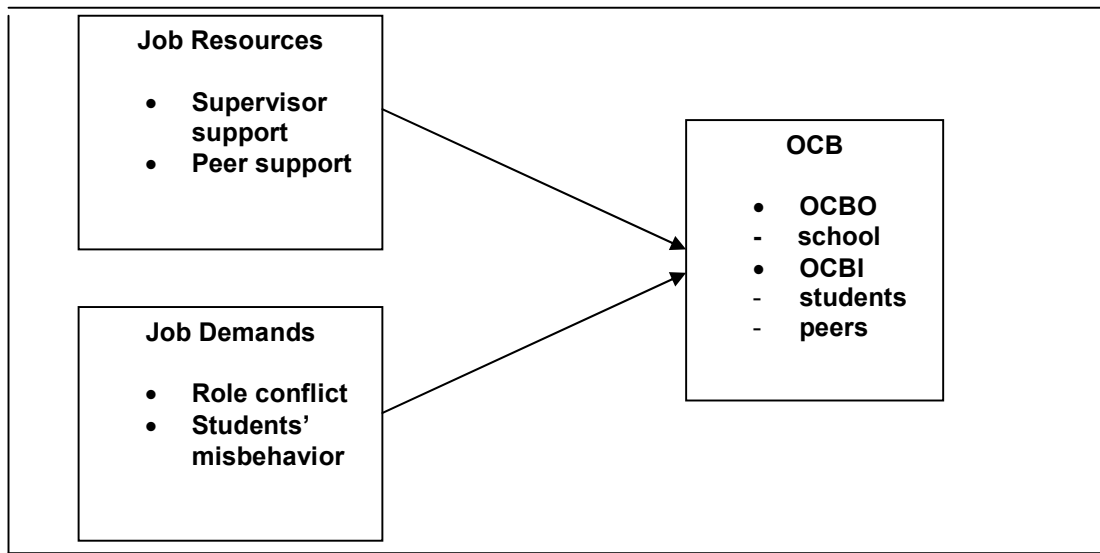 Job Resources
• Supervisor
support
• Peer support
OCB
• OCBO
- school
• OCBI
- students
- peers
Job Demands
• Role conflict
• Students’
misbehavior